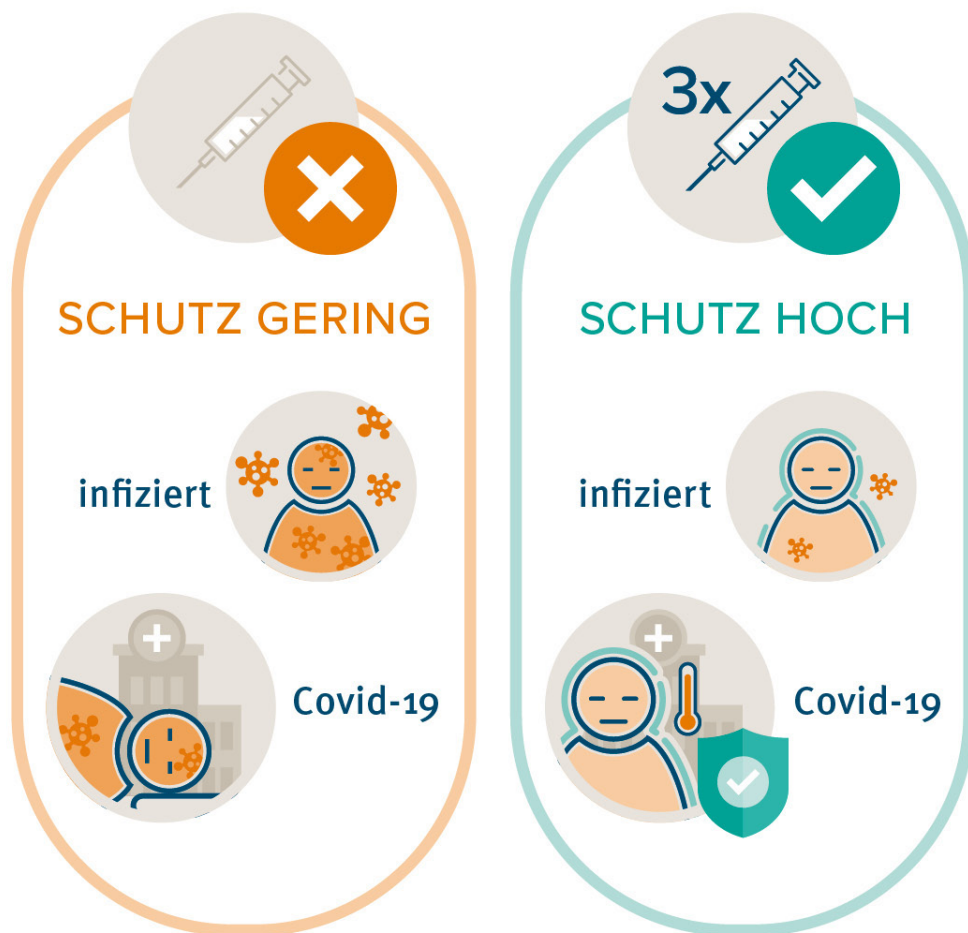 SCHUTZ GERING
infiziert
Covid-19
3x
SCHUTZ HOCH
infiziert
Covid-19